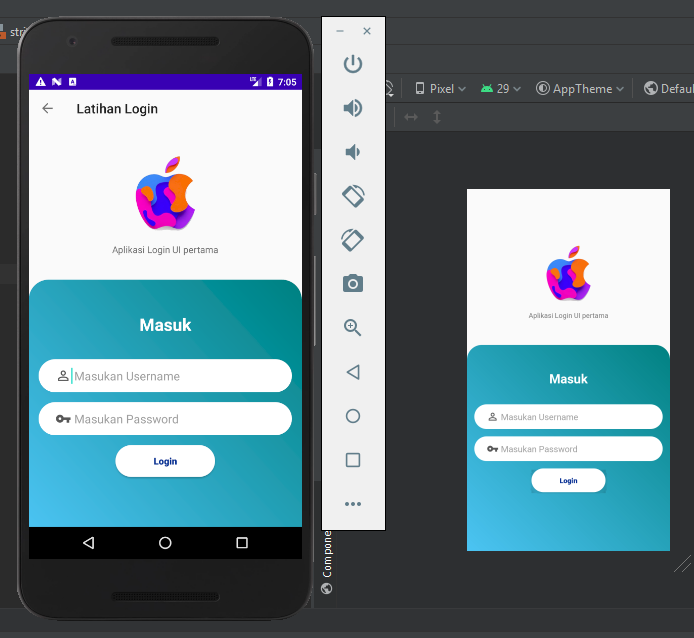 stri
7:05
Latihan Login
Aplikasi Login UI pertama
Masuk
Masukan Username
Masukan Password
Login
Pixel
29
AppTheme
Defaul
Aplikasi Login UI pertama
Masuk
Masukan Username
Masukan Password
Login
Compone